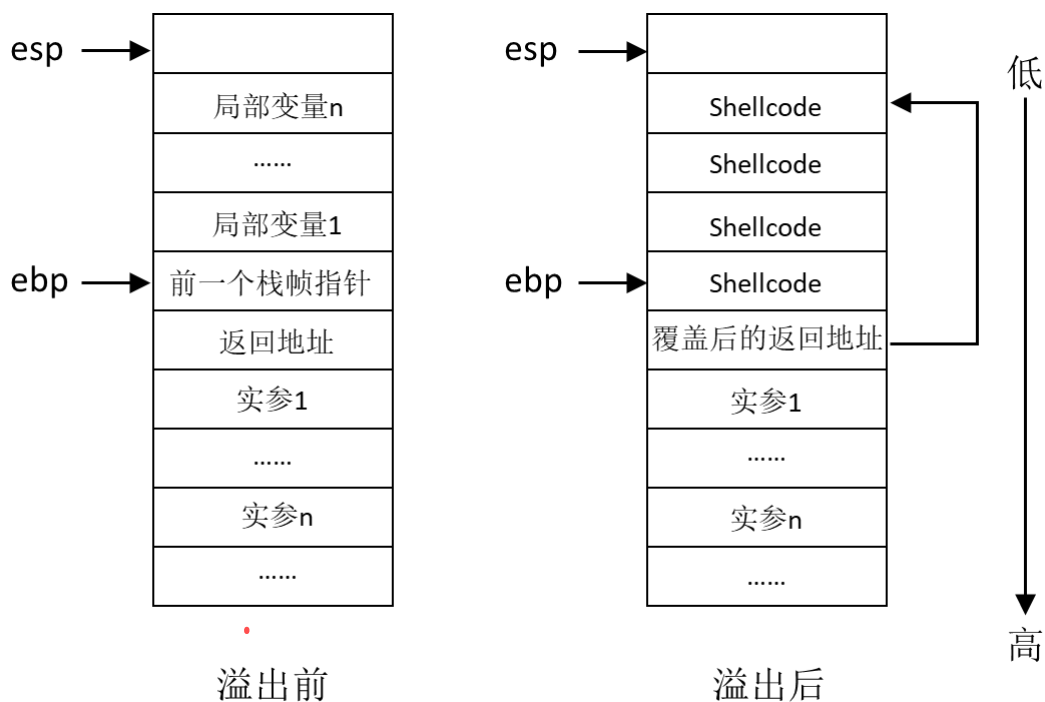 esp
局部变量n
……
局部变量1
ebp
前一个栈帧指针
返回地址
实参1
……
实参n
……
溢出前
esp
Shellcode
Shellcode
Shellcode
ebp
Shellcode
覆盖后的返回地址
实参1
……
实参n
……
溢出后
低
高